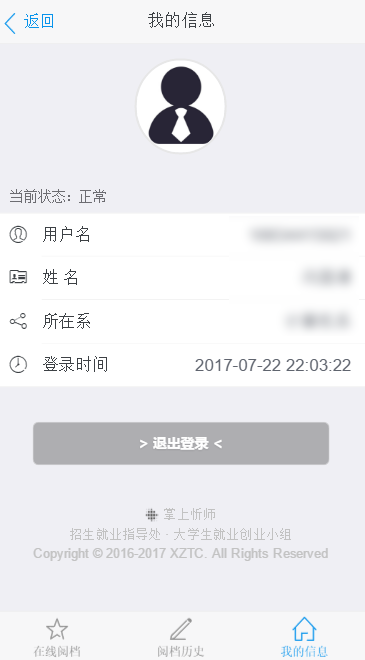 返回
我的信息
当前状态：正常
用户名
姓 名
所在系
登录时间 2017-07-22 22:03:22
> 退出登录 <
掌上忻师
招生就业指导处 · 大学生就业创业小组
Copyright © 2016-2017 XZTC. All Rights Reserved
在线阅档 阅档历史 我的信息